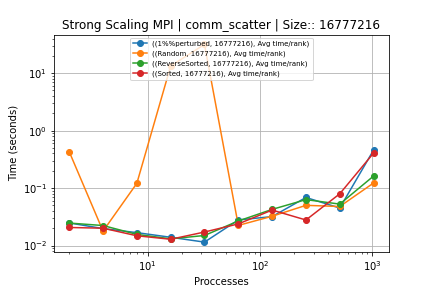 Strong Scaling MPI | comm_scatter | Size:: 16777216
((1%%perturbed, 16777216), Avg time/rank)
((Random, 16777216), Avg time/rank)
((ReverseSorted, 16777216), Avg time/rank)
((Sorted, 16777216), Avg time/rank)
Time (seconds)
10¹
10⁰
10⁻¹
10⁻²
10¹ 10² 10³
Proccesses